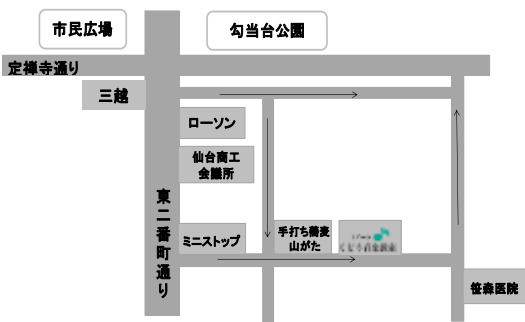 市民広場
勾当台公園
定禅寺通り
三越
ローソン
仙台商工
会議所
東二番町通り
ミニストップ
手打ち蕎麦
山がた
笹森医院